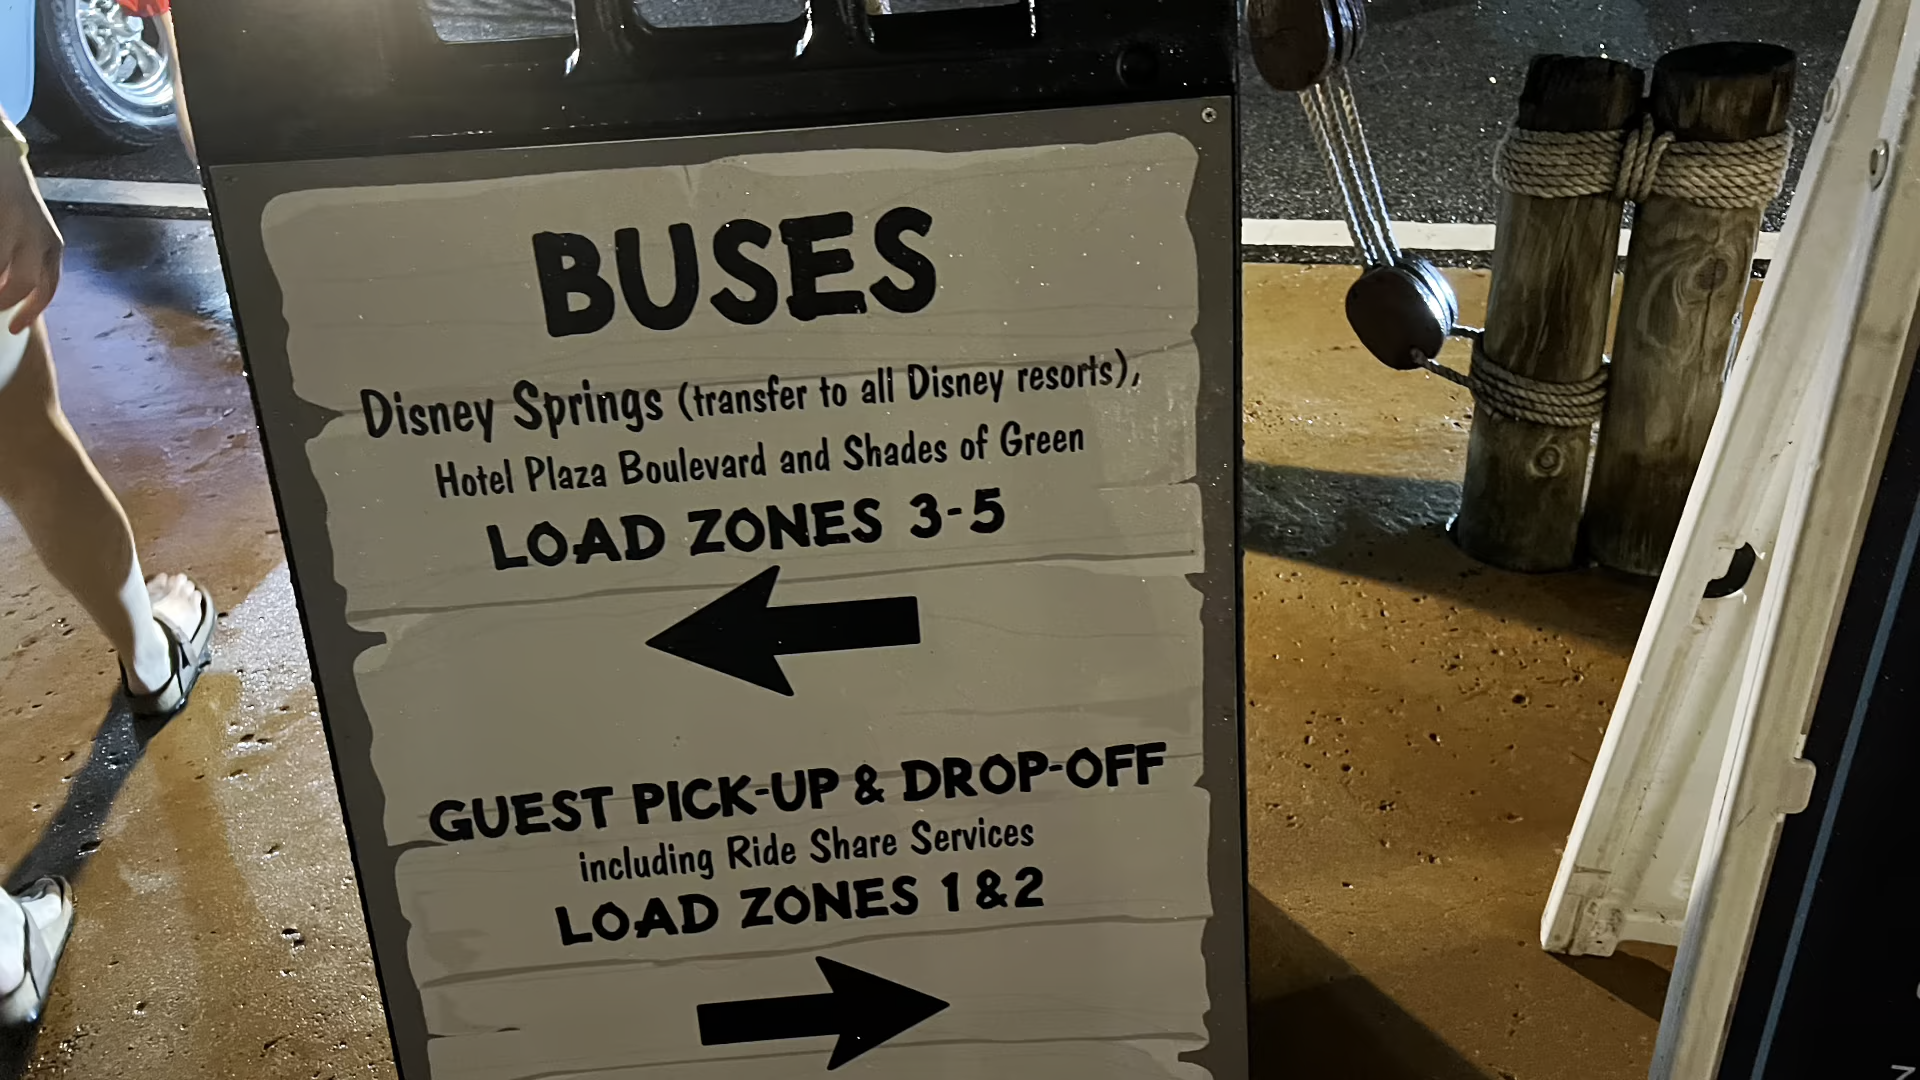 BUSES
Disney Springs (transfer to all Disney resorts),
Hotel Plaza Boulevard and Shades of Green
LOAD ZONES 3-5
GUEST PICK-UP & DROP-OFF
including Ride Share Services
LOAD ZONES 1 & 2